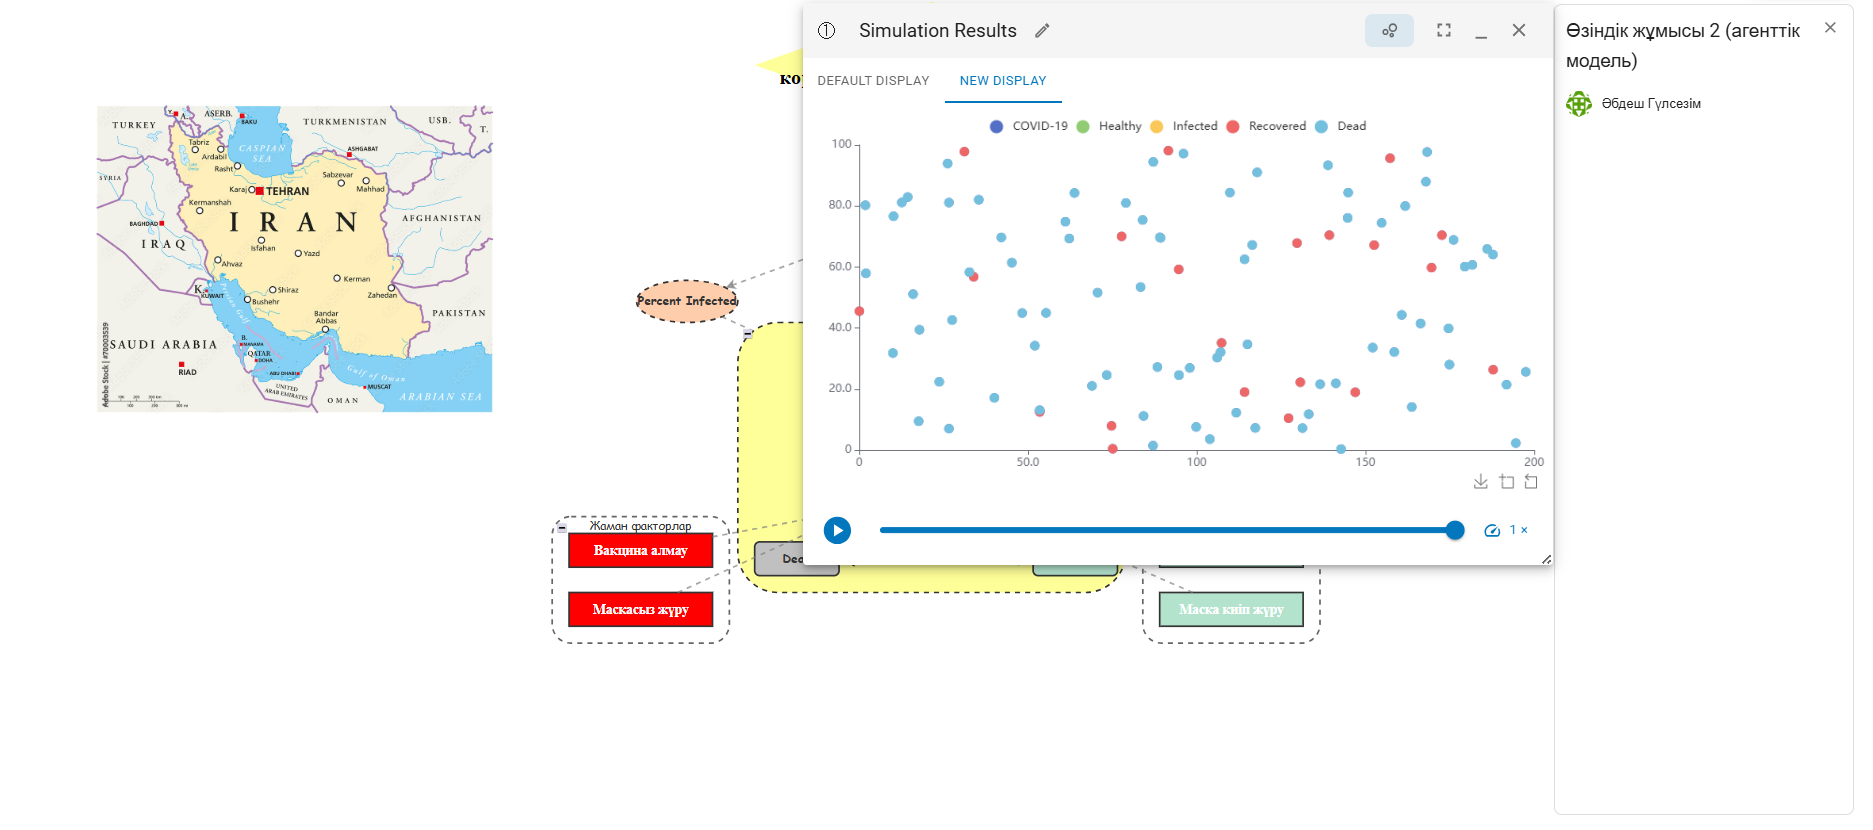 Simulation Results
DEFAULT DISPLAY
NEW DISPLAY
COVID-19
Healthy
Infected
Recovered
Dead
100
80.0
60.0
40.0
20.0
0
0
50.0
100
150
200
1 ×
Өзіндік жұмысы 2 (агенттік
модель)
Әбдеш Гүлсезім
Percent Infected
Жаман факторлар
Вакцина алмау
Маскасыз жүру
Маска киіп жүру
TURKEY
ASERB.
BAKU
TURKMENISTAN
USB.
T.
A.
Tabriz
Ardabil
CASPIAN
SEA
ASHGABAT
Rasht
Sabzevar
Mahhad
SYRIA
Karaj
TEHRAN
Kermanshah
IRAN
AFGHANISTAN
BAGHDAD
IRAQ
Isfahan
Yazd
Ahvaz
Kerman
Zahedan
K.
KUWAIT
Shiraz
Bushehr
Persian Gulf
Bandar
Abbas
PAKISTAN
SAUDI ARABIA
B.
MANAMA
QATAR
DOHA
RIAD
ABU DHABI
Gulf of Oman
MUSCAT
UNITED
ARAB EMIRATES
OMAN
ARABIAN SEA
Adobe Stock | #70003539